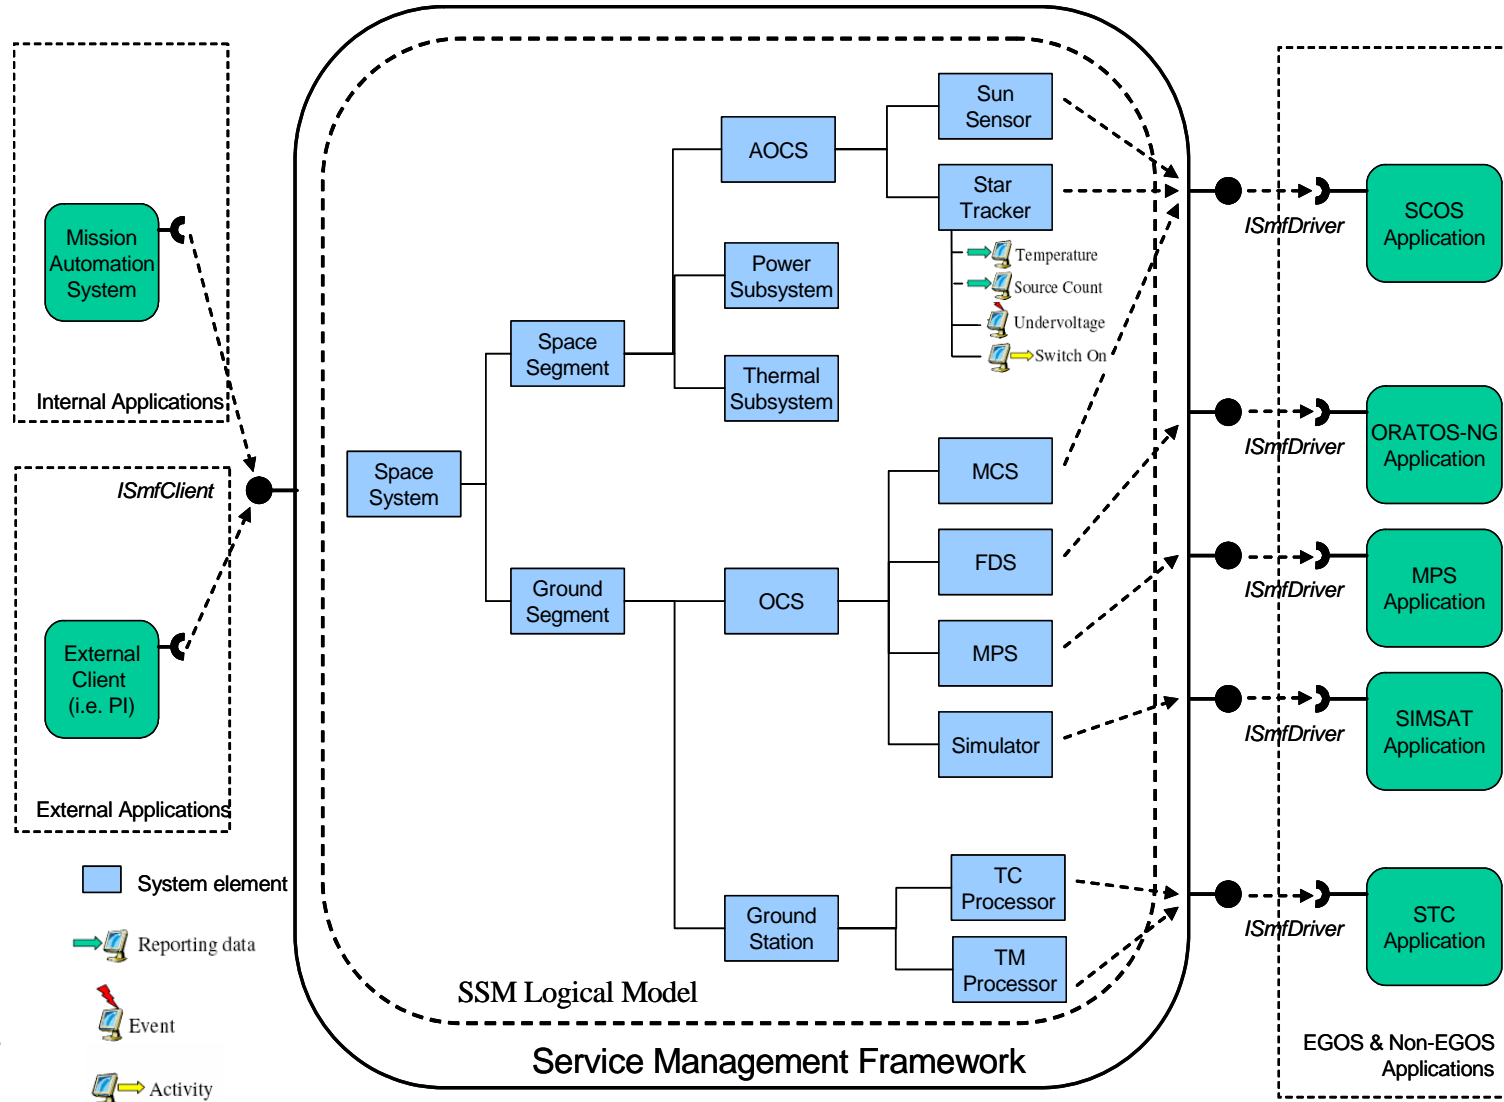 Mission
Automation
System
Internal Applications
ISmfClient
External
Client
(i.e. PI)
External Applications
System element
Reporting data
Event
Activity
Space
System
Space
Segment
Ground
Segment
AOCS
Power
Subsystem
Thermal
Subsystem
OCS
Ground
Station
Sun
Sensor
Star
Tracker
Temperature
Source Count
Undervoltage
Switch On
MCS
FDS
MPS
Simulator
TC
Processor
TM
Processor
SSM Logical Model
Service Management Framework
ISmfDriver
ISmfDriver
ISmfDriver
ISmfDriver
ISmfDriver
SCOS
Application
ORATOS-NG
Application
MPS
Application
SIMSAT
Application
STC
Application
EGOS & Non-EGOS
Applications